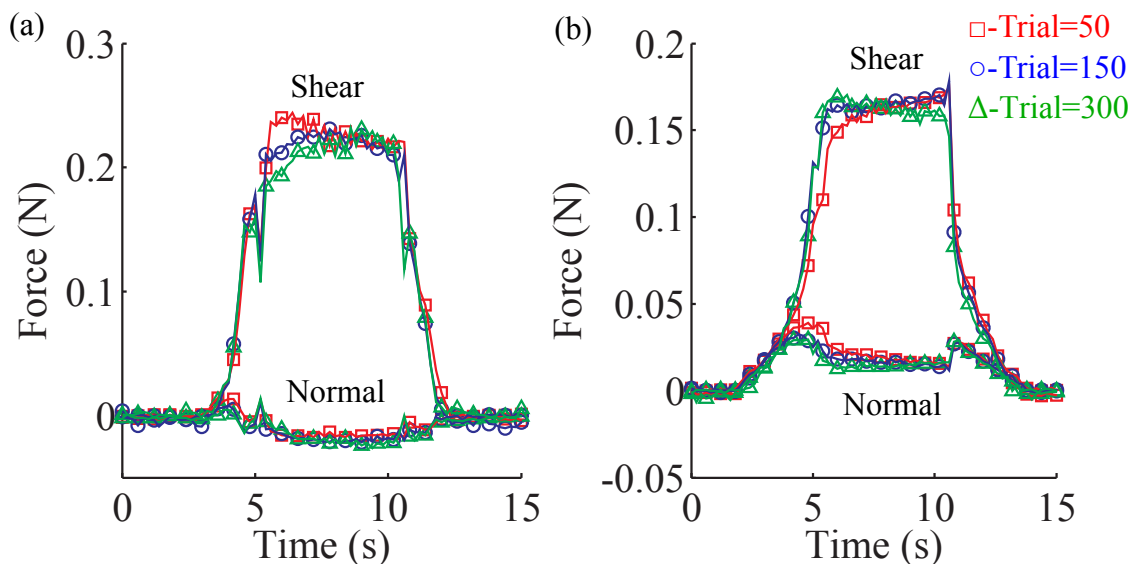 (a)
0.3
0.2
0.1
0
Force (N)
Shear
Normal
0
5
10
15
Time (s)
(b)
0.2
0.15
0.1
0.05
0
-0.05
Force (N)
Shear
Normal
0
5
10
15
Time (s)
□-Trial=50
○-Trial=150
Δ-Trial=300